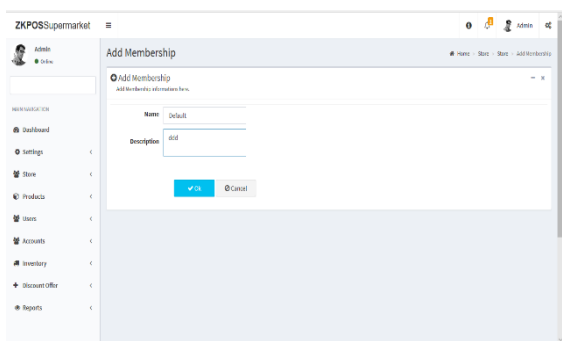 ZKPOSSupermarket
Admin
Admin
Online
Add Membership
Home - Store - Store - Add Membership
Add Membership
Add Membership information here.
MAIN NAVIGATION
Name Default
Description ddd
Ok Cancel
Dashboard
Settings
Store
Products
Users
Accounts
Inventory
Discount Offer
Reports